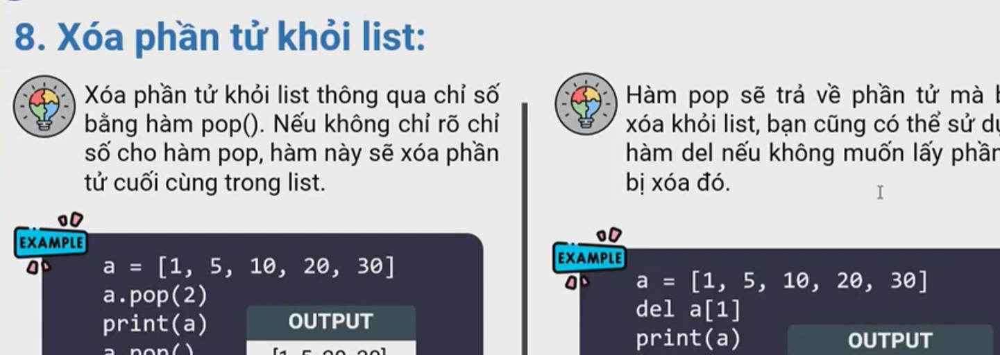 8. Xóa phần tử khỏi list:
Xóa phần tử khỏi list thông qua chỉ số
bằng hàm pop(). Nếu không chỉ rõ chỉ
số cho hàm pop, hàm này sẽ xóa phần
tử cuối cùng trong list.
EXAMPLE
a = [1, 5, 10, 20, 30]
a.pop(2)
print(a)
a.pop()
OUTPUT
[1, 5, 20, 30]
Hàm pop sẽ trả về phần tử mà
xóa khỏi list, bạn cũng có thể sử
hàm del nếu không muốn lấy phần
bị xóa đó.
EXAMPLE
a = [1, 5, 10, 20, 30]
del a[1]
print(a)
OUTPUT